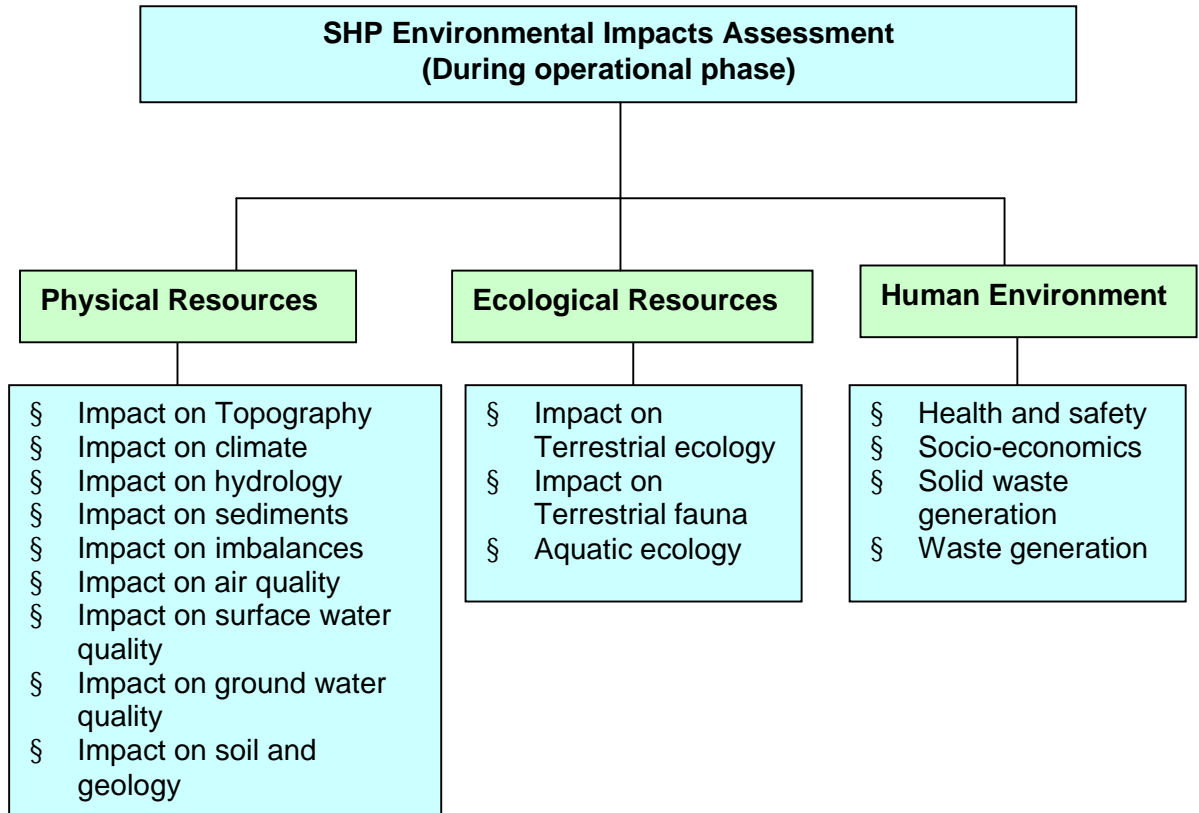 SHP Environmental Impacts Assessment
(During operational phase)
Physical Resources
Ecological Resources
Human Environment
§ Impact on Topography
§ Impact on climate
§ Impact on hydrology
§ Impact on sediments
§ Impact on imbalances
§ Impact on air quality
§ Impact on surface water
quality
§ Impact on ground water
quality
§ Impact on soil and
geology
§ Impact on
Terrestrial ecology
§ Impact on
Terrestrial fauna
§ Aquatic ecology
§ Health and safety
§ Socio-economics
§ Solid waste
generation
§ Waste generation